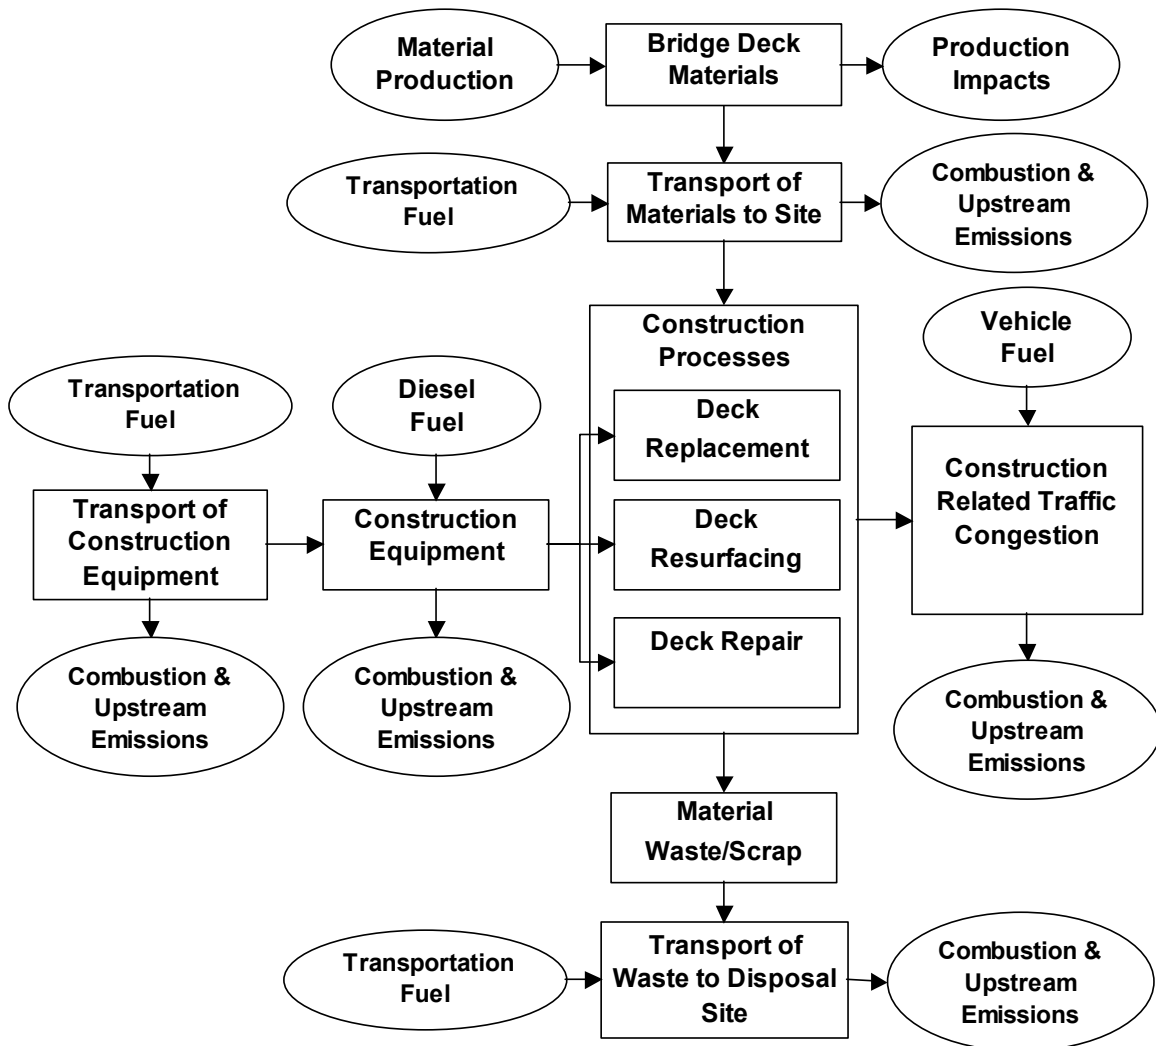 Material
Production
Bridge Deck
Materials
Production
Impacts
Transportation
Fuel
Transport of
Materials to Site
Combustion &
Upstream
Emissions
Construction
Processes
Vehicle
Fuel
Transportation
Fuel
Diesel
Fuel
Deck
Replacement
Construction
Related Traffic
Congestion
Transport of
Construction
Equipment
Construction
Equipment
Deck
Resurfacing
Deck Repair
Combustion &
Upstream
Emissions
Combustion &
Upstream
Emissions
Combustion &
Upstream
Emissions
Material
Waste/Scrap
Transportation
Fuel
Transport of
Waste to Disposal
Site
Combustion &
Upstream
Emissions